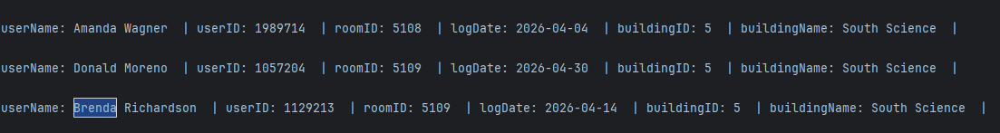 userName: Amanda Wagner  | userID: 1989714  | roomID: 5108  | logDate: 2026-04-04  | buildingID: 5  | buildingName: South Science  |
userName: Donald Moreno  | userID: 1057204  | roomID: 5109  | logDate: 2026-04-30  | buildingID: 5  | buildingName: South Science  |
userName: Brenda Richardson  | userID: 1129213  | roomID: 5109  | logDate: 2026-04-14  | buildingID: 5  | buildingName: South Science  |